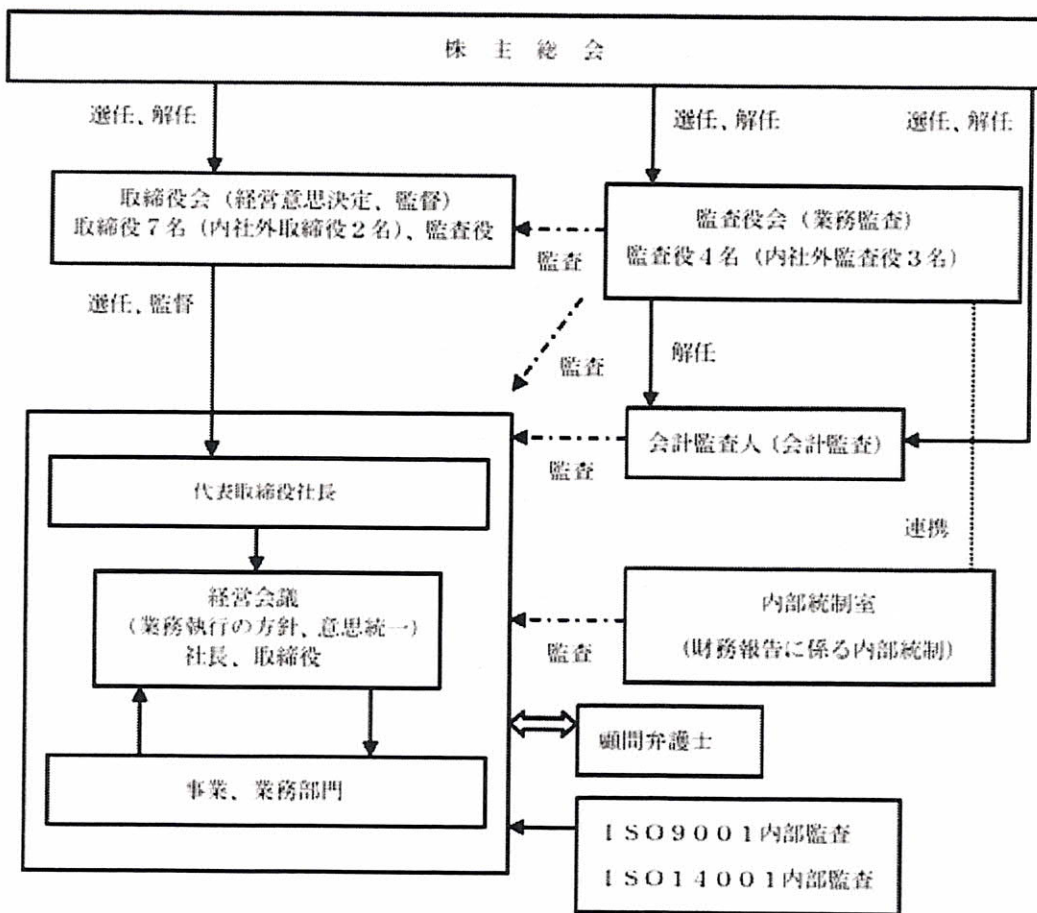 株 主 総 会
選任、解任
選任、解任
選任、解任
取締役会(経営意思決定、監督)
取締役7名(内社外取締役2名)、監査役
監査
監査役会(業務監査)
監査役4名(内社外監査役3名)
選任、監督
監査
解任
会計監査人(会計監査)
監査
代表取締役社長
連携
経営会議
(業務執行の方針、意思統一)
社長、取締役
監査
内部統制室
(財務報告に係る内部統制)
顧問弁護士
事業、業務部門
ISO9001内部監査
ISO14001内部監査